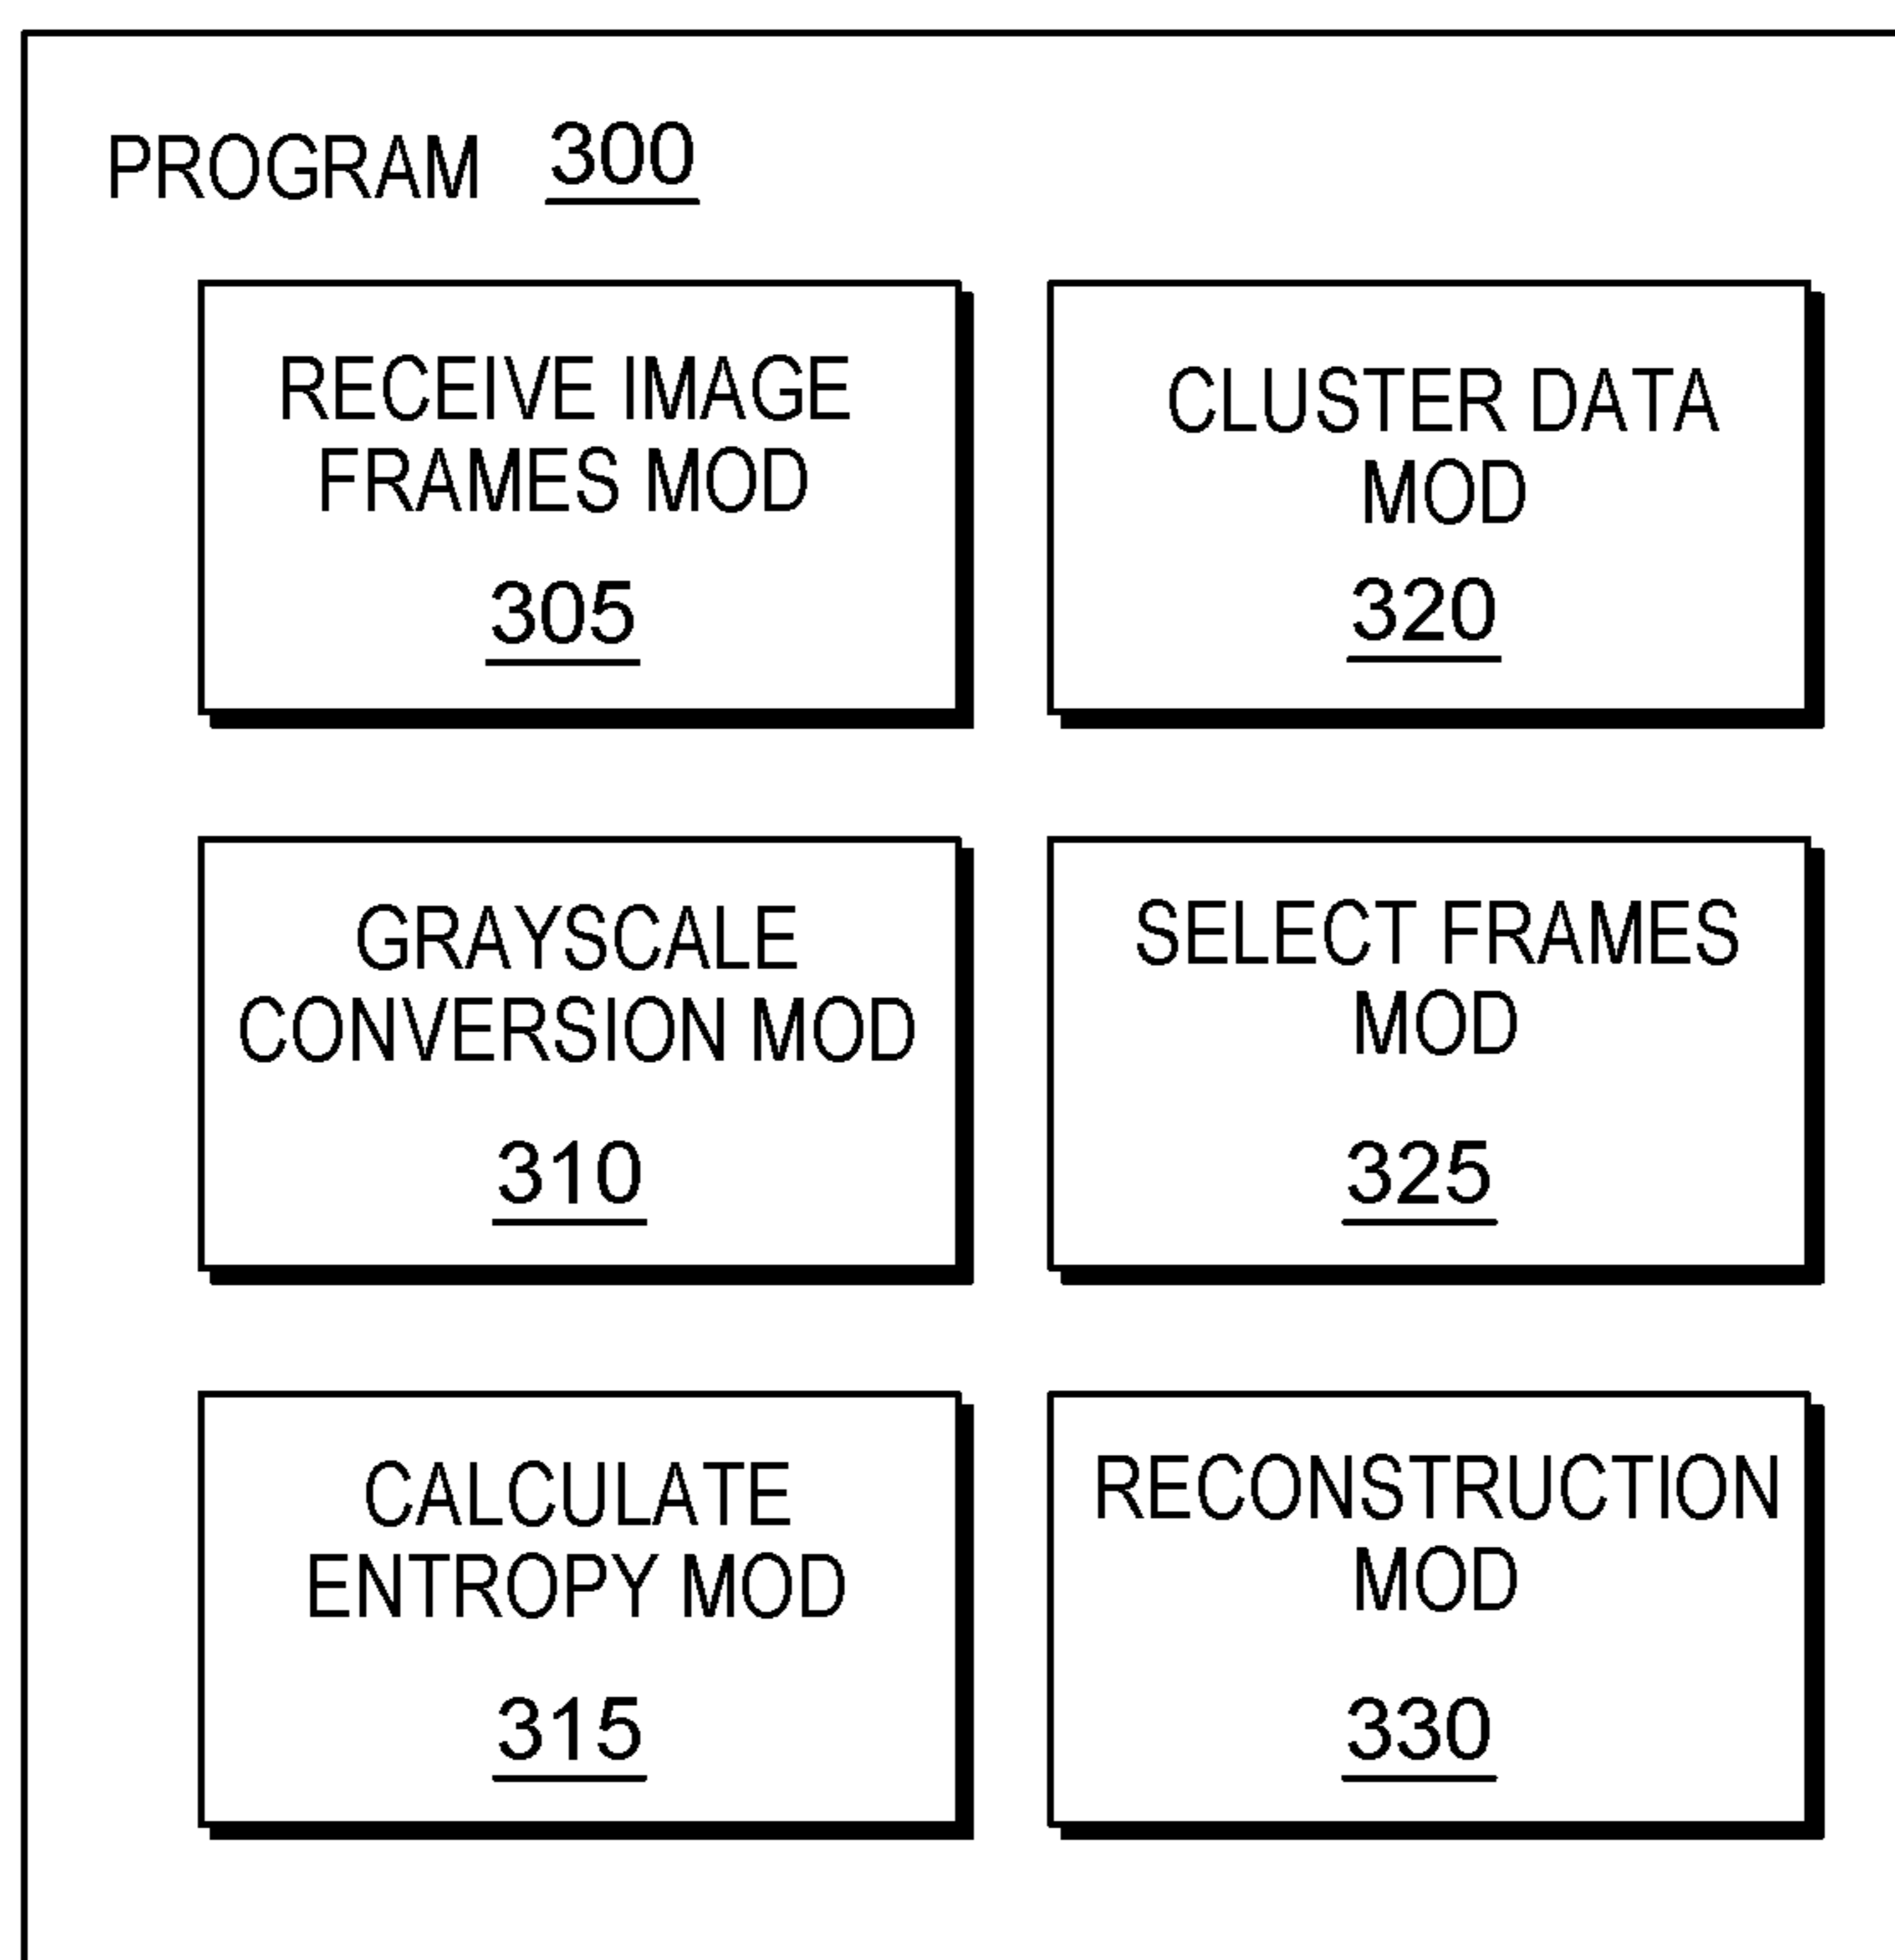 PROGRAM 300
RECEIVE IMAGE
FRAMES MOD
305
GRAYSCALE
CONVERSION MOD
310
CALCULATE
ENTROPY MOD
315
CLUSTER DATA
MOD
320
SELECT FRAMES
MOD
325
RECONSTRUCTION
MOD
330